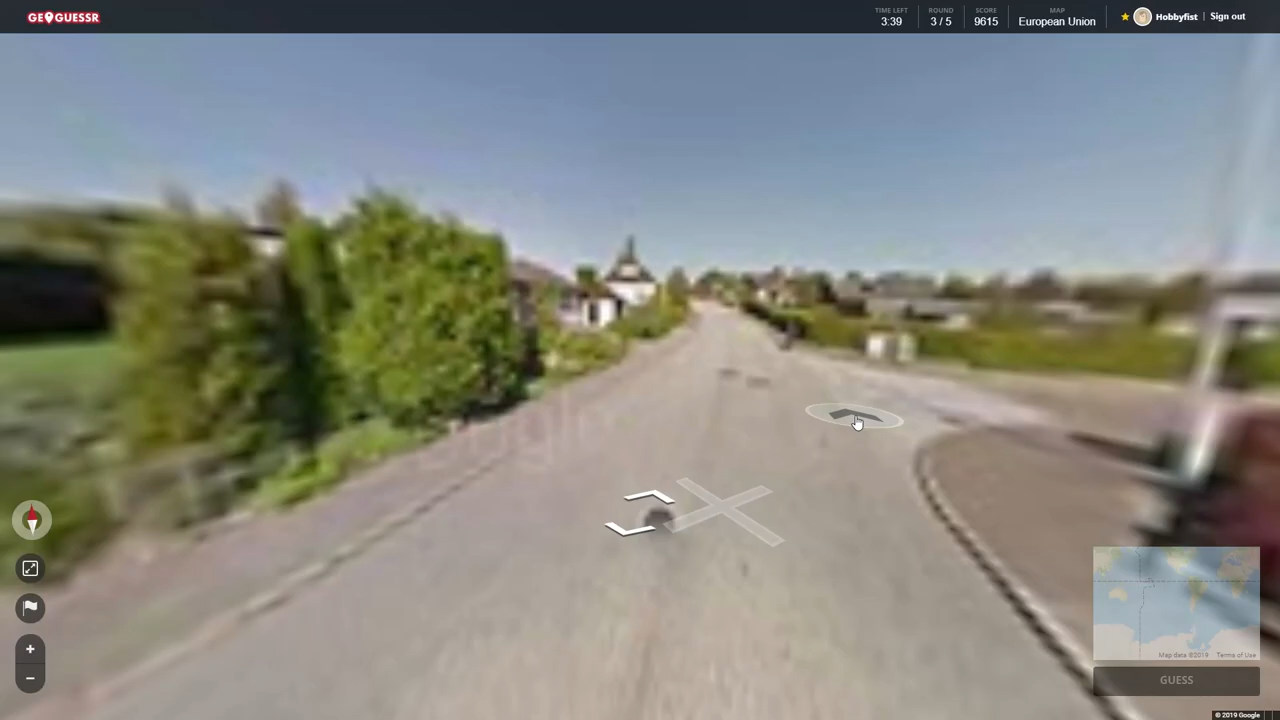 GEOGUESSR
TIME LEFT
3:39
ROUND
3 / 5
SCORE
9615
MAP
European Union
Hobbyfist
Sign out
Map data ©2019
Terms of Use
GUESS
© 2019 Google